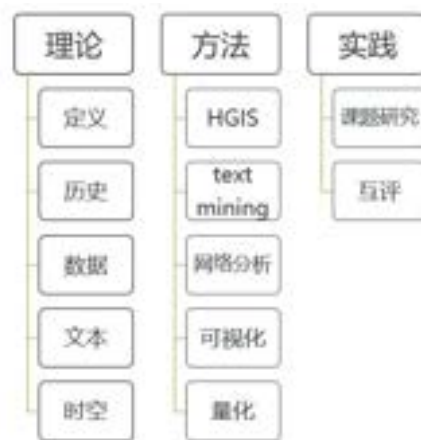 理论
定义
历史
数据
文本
时空
方法
HGIS
text
mining
网络分析
可视化
量化
实践
课题研究
互评